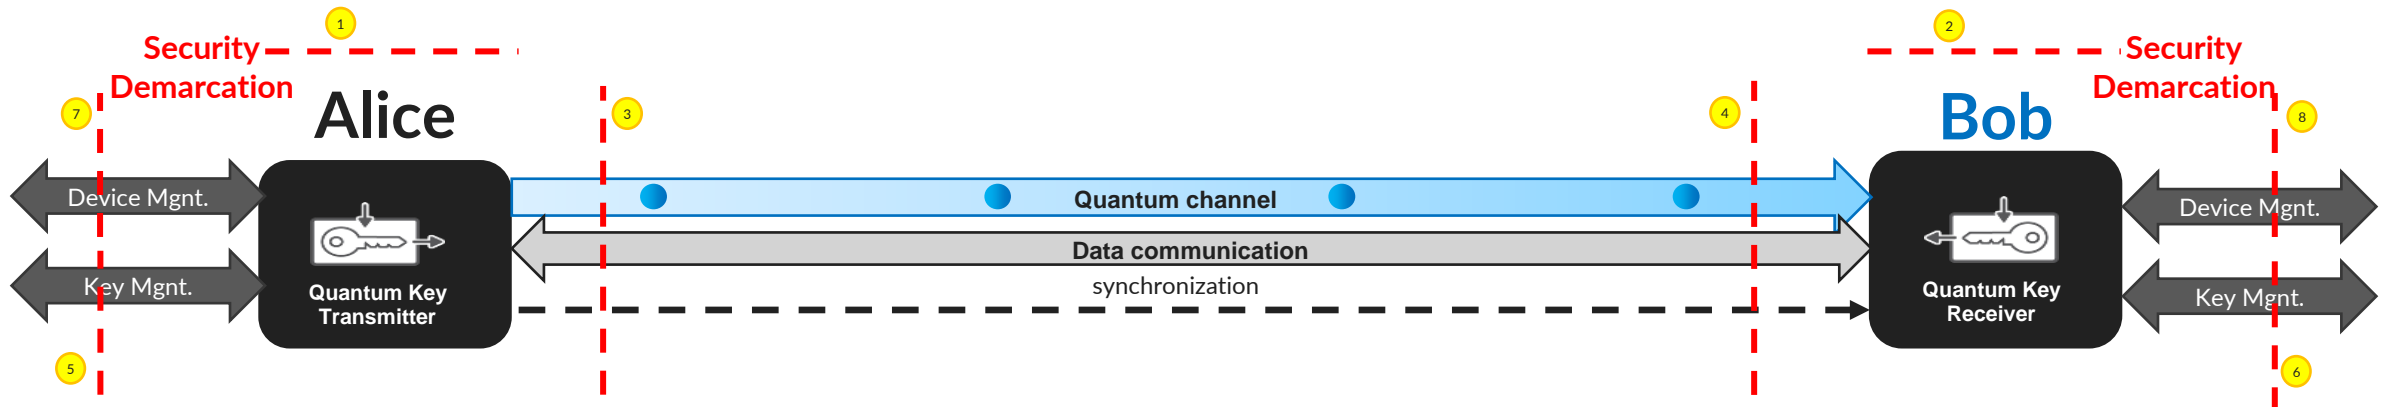 1
2
Security
Demarcation
Security
Demarcation
7
Alice
3
4
Bob
8
Device Mgnt.
Quantum channel
Device Mgnt.
Data communication
Key Mgnt.
Quantum Key
Transmitter
synchronization
Quantum Key
Receiver
Key Mgnt.
5
6